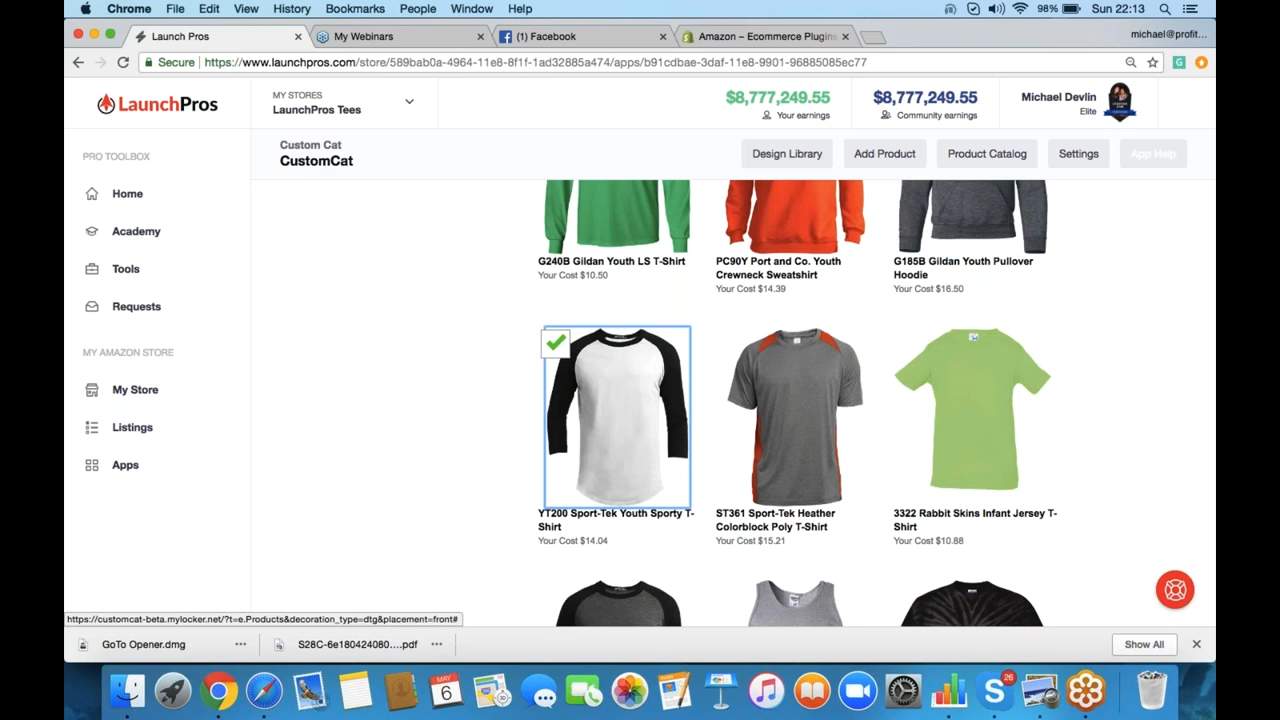 Chrome File Edit View History Bookmarks People Window Help 98% Sun 22:13
Launch Pros My Webinars (1) Facebook Amazon – Ecommerce Plugins michael@profit...
Secure https://www.launchpros.com/store/589bab0a-4964-11e8-8f1f-1ad32885a474/apps/b91cdbae-3daf-11e8-9901-96885085ec77
LaunchPros
MY STORES
LaunchPros Tees
$8,777,249.55
Your earnings
$8,777,249.55
Community earnings
Michael Devlin
Elite
PRO TOOLBOX
Home
Academy
Tools
Requests
MY AMAZON STORE
My Store
Listings
Apps
Custom Cat
CustomCat
Design Library Add Product Product Catalog Settings App Help
G240B Gildan Youth LS T-Shirt
Your Cost $10.50
PC90Y Port and Co. Youth
Crewneck Sweatshirt
Your Cost $14.39
G185B Gildan Youth Pullover
Hoodie
Your Cost $16.50
YT200 Sport-Tek Youth Sporty T-
Shirt
Your Cost $14.04
ST361 Sport-Tek Heather
Colorblock Poly T-Shirt
Your Cost $15.21
3322 Rabbit Skins Infant Jersey T-
Shirt
Your Cost $10.88
https://customcat-beta.mylocker.net/?t=e.Products&decoration_type=dtg&placement=front#
GoTo Opener.dmg S28C-6e180424080....pdf Show All
MAY
6
26